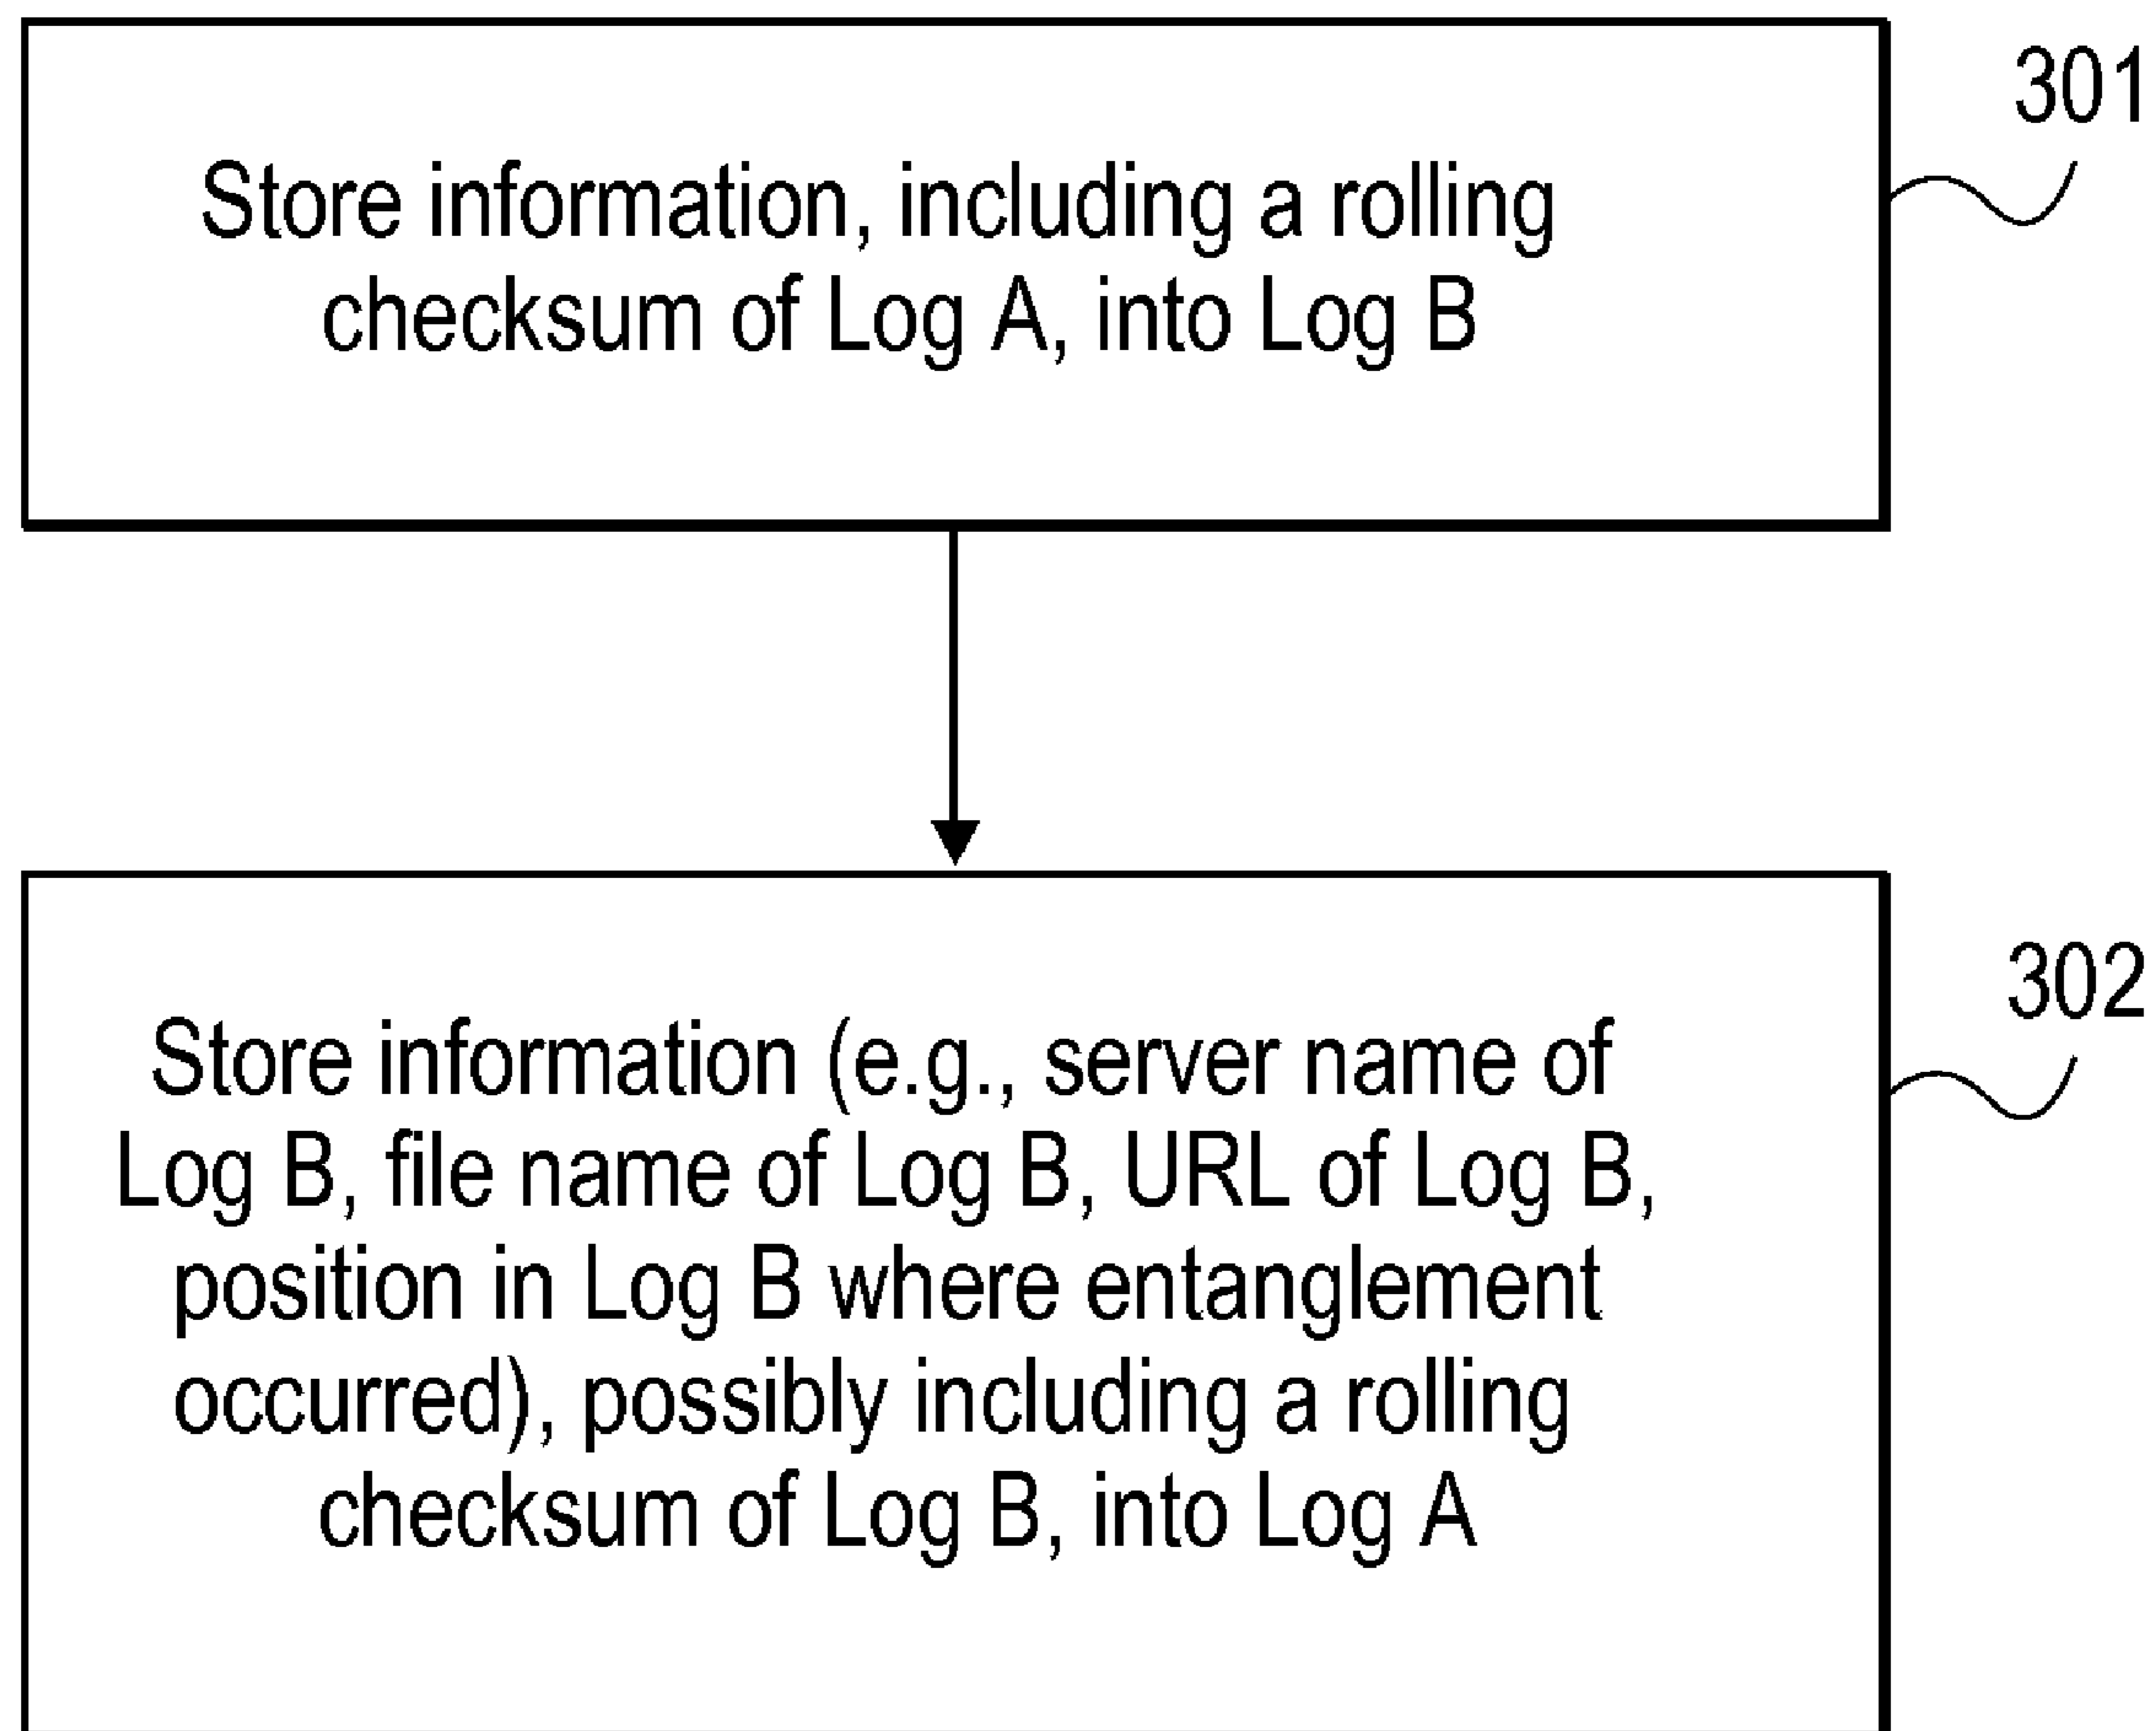 301
Store information, including a rolling
checksum of Log A, into Log B
302
Store information (e.g., server name of
Log B, file name of Log B, URL of Log B,
position in Log B where entanglement
occurred), possibly including a rolling
checksum of Log B, into Log A